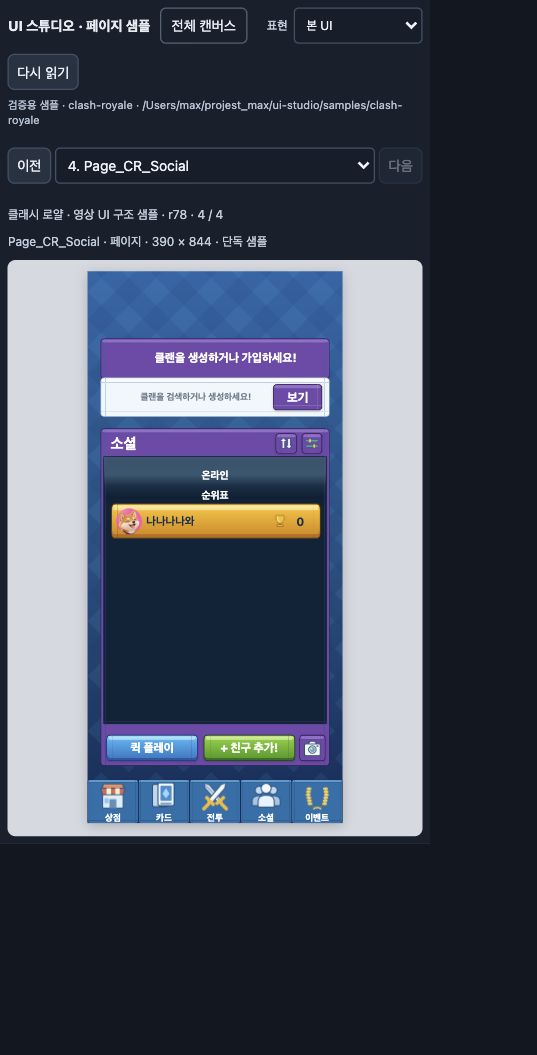 UI 스튜디오 · 페이지 샘플
전체 캔버스
표현
본 UI
다시 읽기
검증용 샘플 · clash-royale · /Users/max/projest_max/ui-studio/samples/clash-
royale
이전
4. Page_CR_Social
다음
클래시 로얄 · 영상 UI 구조 샘플 · r78 · 4 / 4
Page_CR_Social · 페이지 · 390 × 844 · 단독 샘플
클랜을 생성하거나 가입하세요!
클랜을 검색하거나 생성하세요!
보기
소셜
온라인
순위표
나나나나와
0
퀵 플레이
+ 친구 추가!
상점
카드
전투
소셜
이벤트